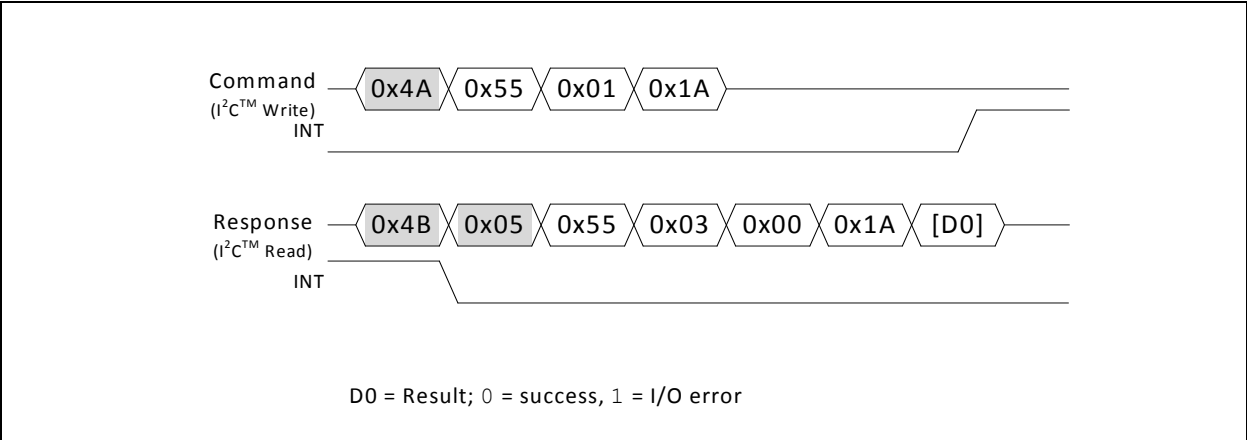 Command 0x4A 0x55 0x01 0x1A
(I²C™ Write)
INT
Response 0x4B 0x05 0x55 0x03 0x00 0x1A [D0]
(I²C™ Read)
INT
D0 = Result; 0 = success, 1 = I/O error